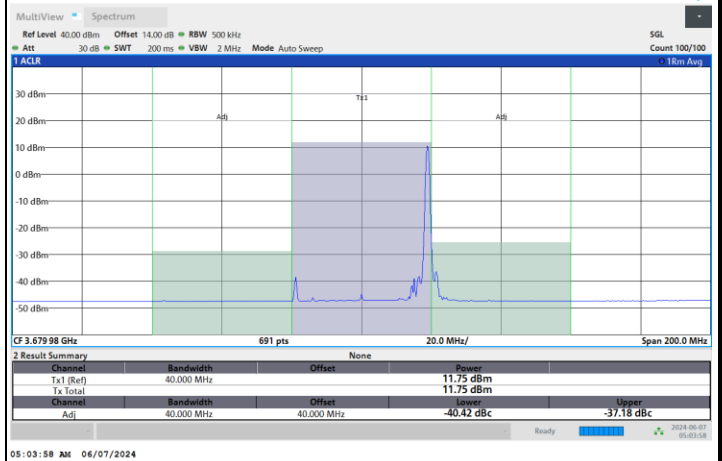 MultiView Spectrum
Ref Level 40.00 dBm Offset 14.00 dB RBW 500 kHz SGL
Att 30 dB SWT 200 ms VBW 2 MHz Mode Auto Sweep Count 100/100
1 ACLR 1Rm Avg
30 dBm
Tx1
20 dBm Adj Adj
10 dBm
0 dBm
-10 dBm
-20 dBm
-30 dBm
-40 dBm
-50 dBm
CF 3.67998 GHz 691 pts 20.0 MHz/ Span 200.0 MHz
2 Result Summary None
Channel Bandwidth Offset Power
Tx1 (Ref) 40.000 MHz 11.75 dBm
Tx Total 11.75 dBm
Channel Bandwidth Offset Lower Upper
Adj 40.000 MHz 40.000 MHz -40.42 dBc -37.18 dBc
Ready 2024-06-07
05:03:58
05:03:58 AM 06/07/2024